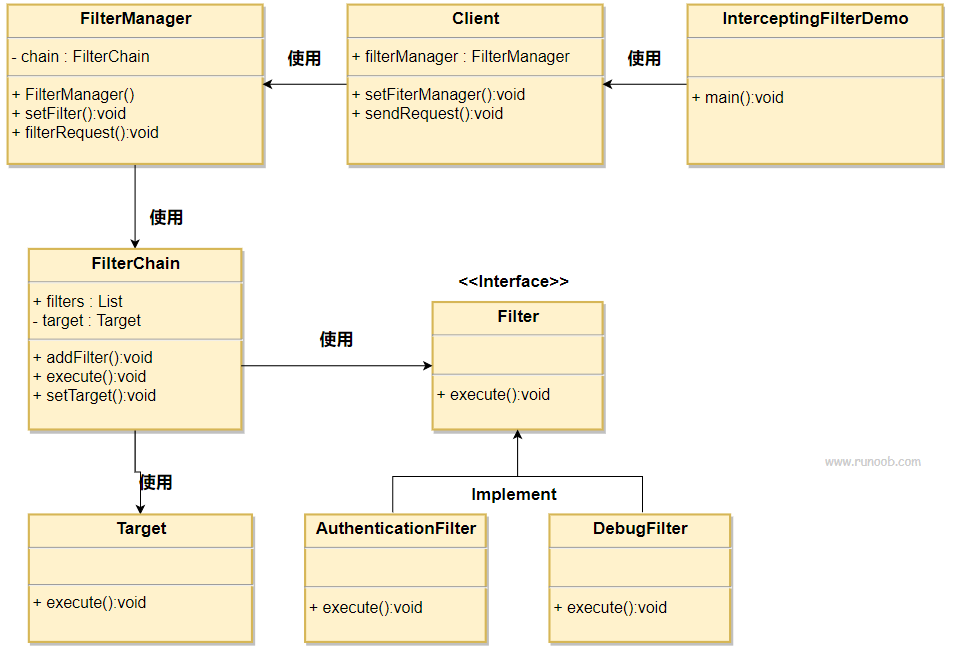 FilterManager
- chain : FilterChain
+ FilterManager()
+ setFilter():void
+ filterRequest():void
使用
Client
+ filterManager : FilterManager
+ setFiterManager():void
+ sendRequest():void
使用
InterceptingFilterDemo
+ main():void
使用
FilterChain
+ filters : List
- target : Target
+ addFilter():void
+ execute():void
+ setTarget():void
使用
<<Interface>>
Filter
+ execute():void
www.runoob.com
使用
Implement
Target
+ execute():void
AuthenticationFilter
+ execute():void
DebugFilter
+ execute():void